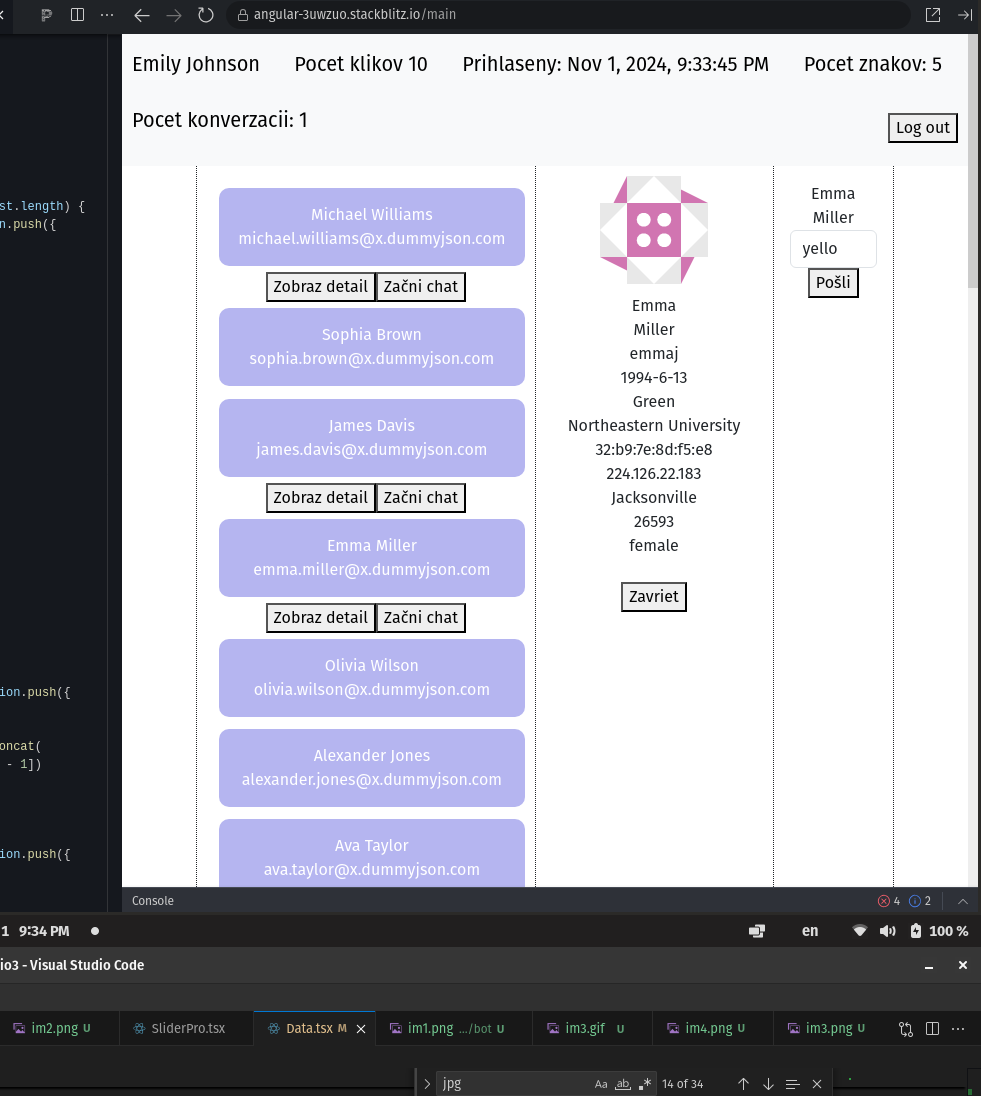 angular-3uwzuo.stackblitz.io/main
st.length) {
n.push({
ion.push({
oncat(
- 1])
ion.push({
Emily Johnson Pocet klikov 10 Prihlaseny: Nov 1, 2024, 9:33:45 PM Pocet znakov: 5
Pocet konverzacii: 1
Log out
Michael Williams
michael.williams@x.dummyjson.com
Zobraz detail Začni chat
Sophia Brown
sophia.brown@x.dummyjson.com
James Davis
james.davis@x.dummyjson.com
Zobraz detail Začni chat
Emma Miller
emma.miller@x.dummyjson.com
Zobraz detail Začni chat
Olivia Wilson
olivia.wilson@x.dummyjson.com
Alexander Jones
alexander.jones@x.dummyjson.com
Ava Taylor
ava.taylor@x.dummyjson.com
Emma
Miller
emmaj
1994-6-13
Green
Northeastern University
32:b9:7e:8d:f5:e8
224.126.22.183
Jacksonville
26593
female
Zavriet
Emma
Miller
yello
Pošli
Console 4 2
1 9:34 PM en 100 %
io3 - Visual Studio Code
im2.png U SliderPro.tsx Data.tsx M im1.png .../bot U im3.gif U im4.png U im3.png U
jpg Aa ab 14 of 34